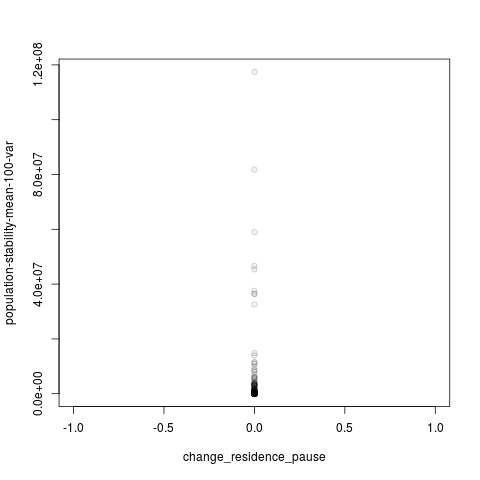 population-stability-mean-100-var
1.2e+08
8.0e+07
4.0e+07
0.0e+00
-1.0
-0.5
0.0
0.5
1.0
change_residence_pause